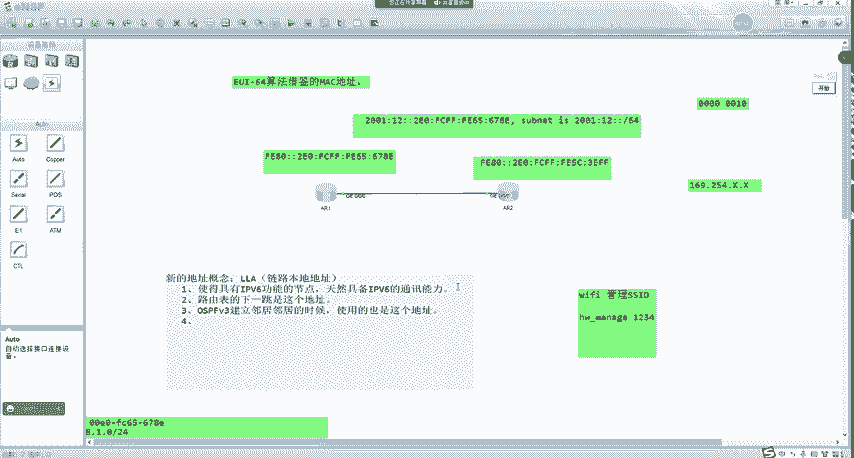 eNSP
EUI-64算法借鉴的MAC地址。
0000 0010
开始
2001:12::2E0:FCFF:FE65:678E, subnet is 2001:12::/64
FE80::2E0:FCFF:FE65:678E
FE80::2E0:FCFF:FE5C:3EFF
169.254.X.X
AR1
AR2
Auto
Auto
Copper
Serial
POS
E1
ATM
CTL
新的地址概念：LLA（链路本地地址）
1、使得具有IPV6功能的节点，天然具备IPV6的通讯能力。
2、路由表的下一跳是这个地址。
3、OSPFv3建立邻居邻居的时候，使用的也是这个地址。
4、
wifi 管理SSID
hw_manage 1234
Auto
自动选择接口连接设备。
00e0-fc65-678e
8.1.0/24